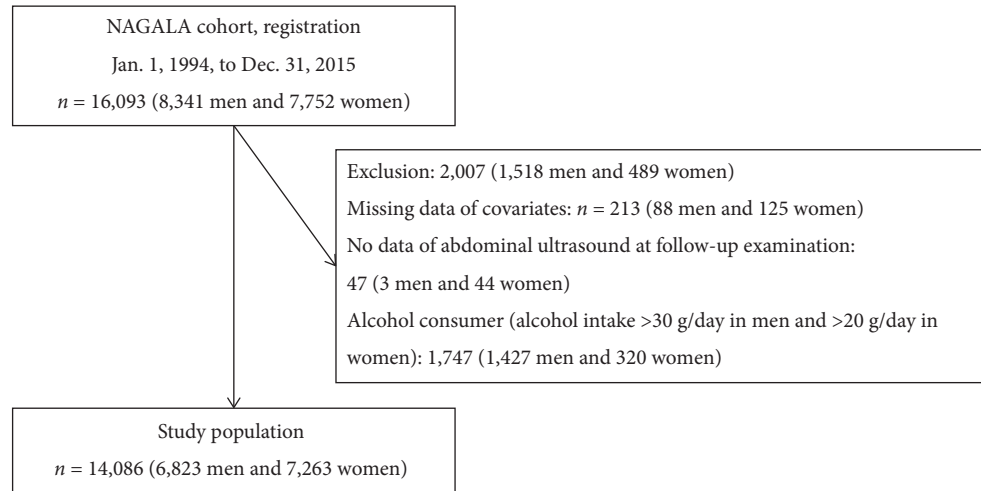 NAGALA cohort, registration
Jan. 1, 1994, to Dec. 31, 2015
n = 16,093 (8,341 men and 7,752 women)
Exclusion: 2,007 (1,518 men and 489 women)
Missing data of covariates: n = 213 (88 men and 125 women)
No data of abdominal ultrasound at follow-up examination:
47 (3 men and 44 women)
Alcohol consumer (alcohol intake >30 g/day in men and >20 g/day in
women): 1,747 (1,427 men and 320 women)
Study population
n = 14,086 (6,823 men and 7,263 women)